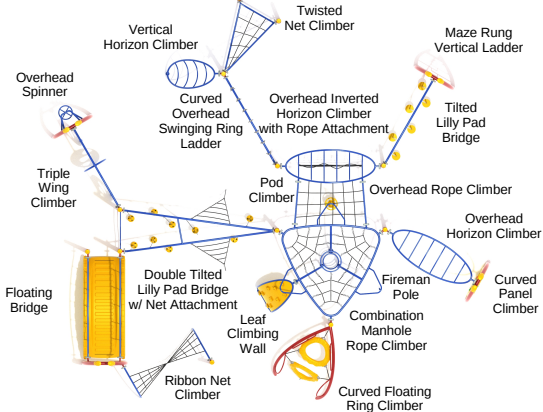 Twisted
Net Climber
Vertical
Horizon Climber
Maze Rung
Vertical Ladder
Overhead
Spinner
Curved
Overhead
Swinging Ring
Ladder
Overhead Inverted
Horizon Climber
with Rope Attachment
Tilted
Lilly Pad
Bridge
Triple
Wing
Climber
Pod
Climber
Overhead Rope Climber
Overhead
Horizon Climber
Floating
Bridge
Double Tilted
Lilly Pad Bridge
w/ Net Attachment
Fireman
Pole
Curved
Panel
Climber
Leaf
Climbing
Wall
Combination
Manhole
Rope Climber
Ribbon Net
Climber
Curved Floating
Ring Climber